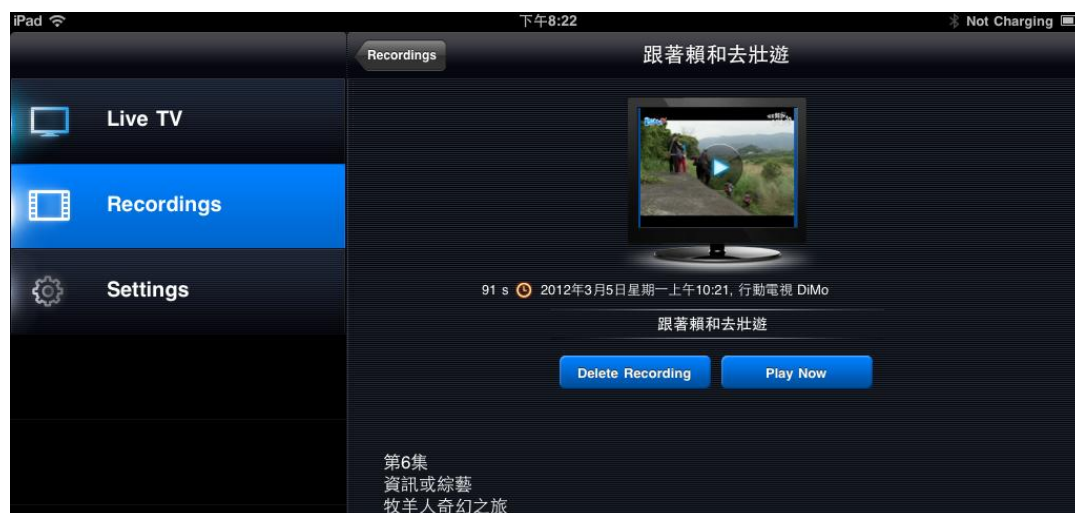 iPad 下午8:22 Not Charging
Recordings 跟著賴和去壯遊
Live TV
Recordings
Settings
91 s 2012年3月5日星期一上午10:21, 行動電視 DiMo
跟著賴和去壯遊
Delete Recording Play Now
第6集
資訊或綜藝
牧羊人奇幻之旅